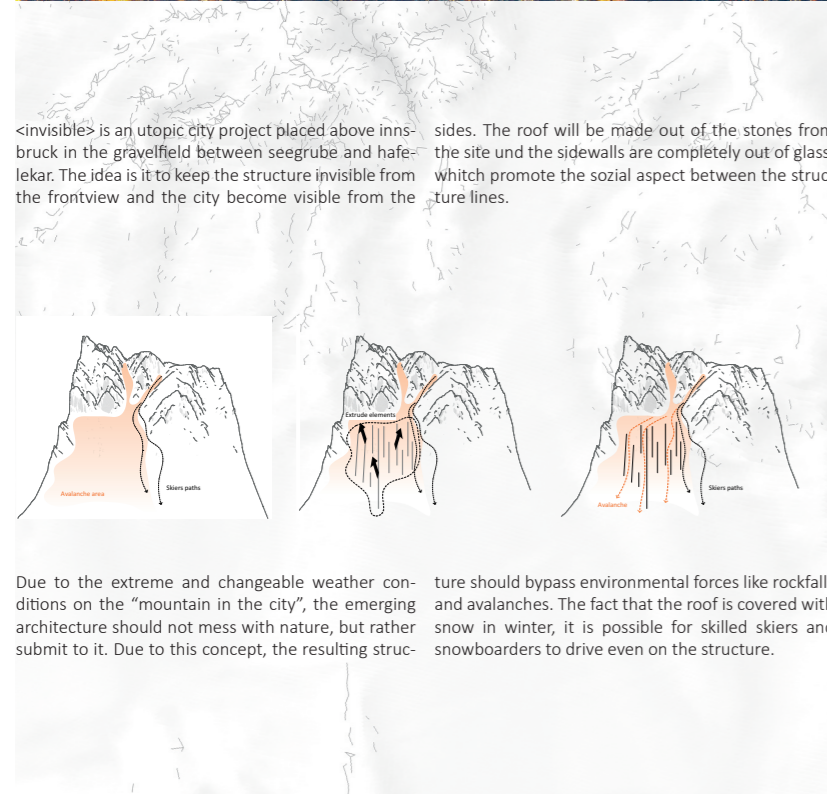 <invisible> is an utopic city project placed above inns-
bruck in the gravelfield between seegrube and hafe-
lekar. The idea is it to keep the structure invisible from
the frontview and the city become visible from the
sides. The roof will be made out of the stones from
the site und the sidewalls are completely out of glass
whitch promote the sozial aspect between the struc
ture lines.
Avalanche area
Skiers paths
Extrude elements
Avalanche
Skiers paths
Due to the extreme and changeable weather con-
ditions on the “mountain in the city”, the emerging
architecture should not mess with nature, but rather
submit to it. Due to this concept, the resulting struc-
ture should bypass environmental forces like rockfall
and avalanches. The fact that the roof is covered with
snow in winter, it is possible for skilled skiers and
snowboarders to drive even on the structure.